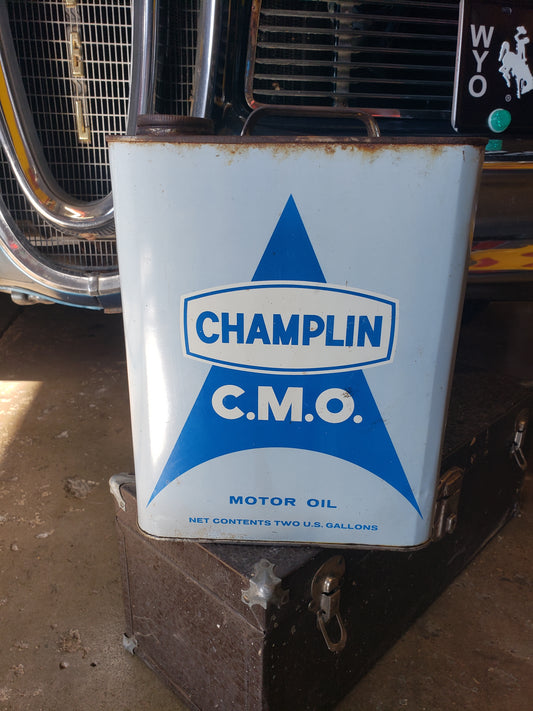 WYO
®
CHAMPLIN
C.M.O.
MOTOR OIL
NET CONTENTS TWO U.S. GALLONS